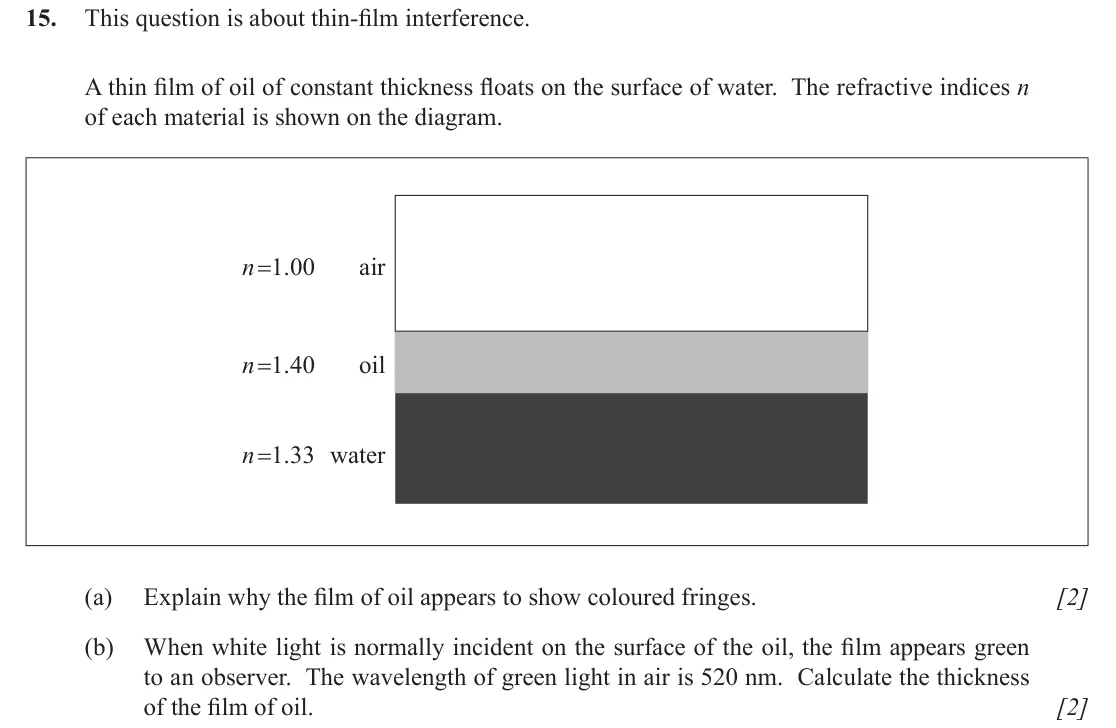 15. This question is about thin-film interference.
A thin film of oil of constant thickness floats on the surface of water. The refractive indices n
of each material is shown on the diagram.
n=1.00 air
n=1.40 oil
n=1.33 water
(a) Explain why the film of oil appears to show coloured fringes. [2]
(b) When white light is normally incident on the surface of the oil, the film appears green
to an observer. The wavelength of green light in air is 520 nm. Calculate the thickness
of the film of oil. [2]